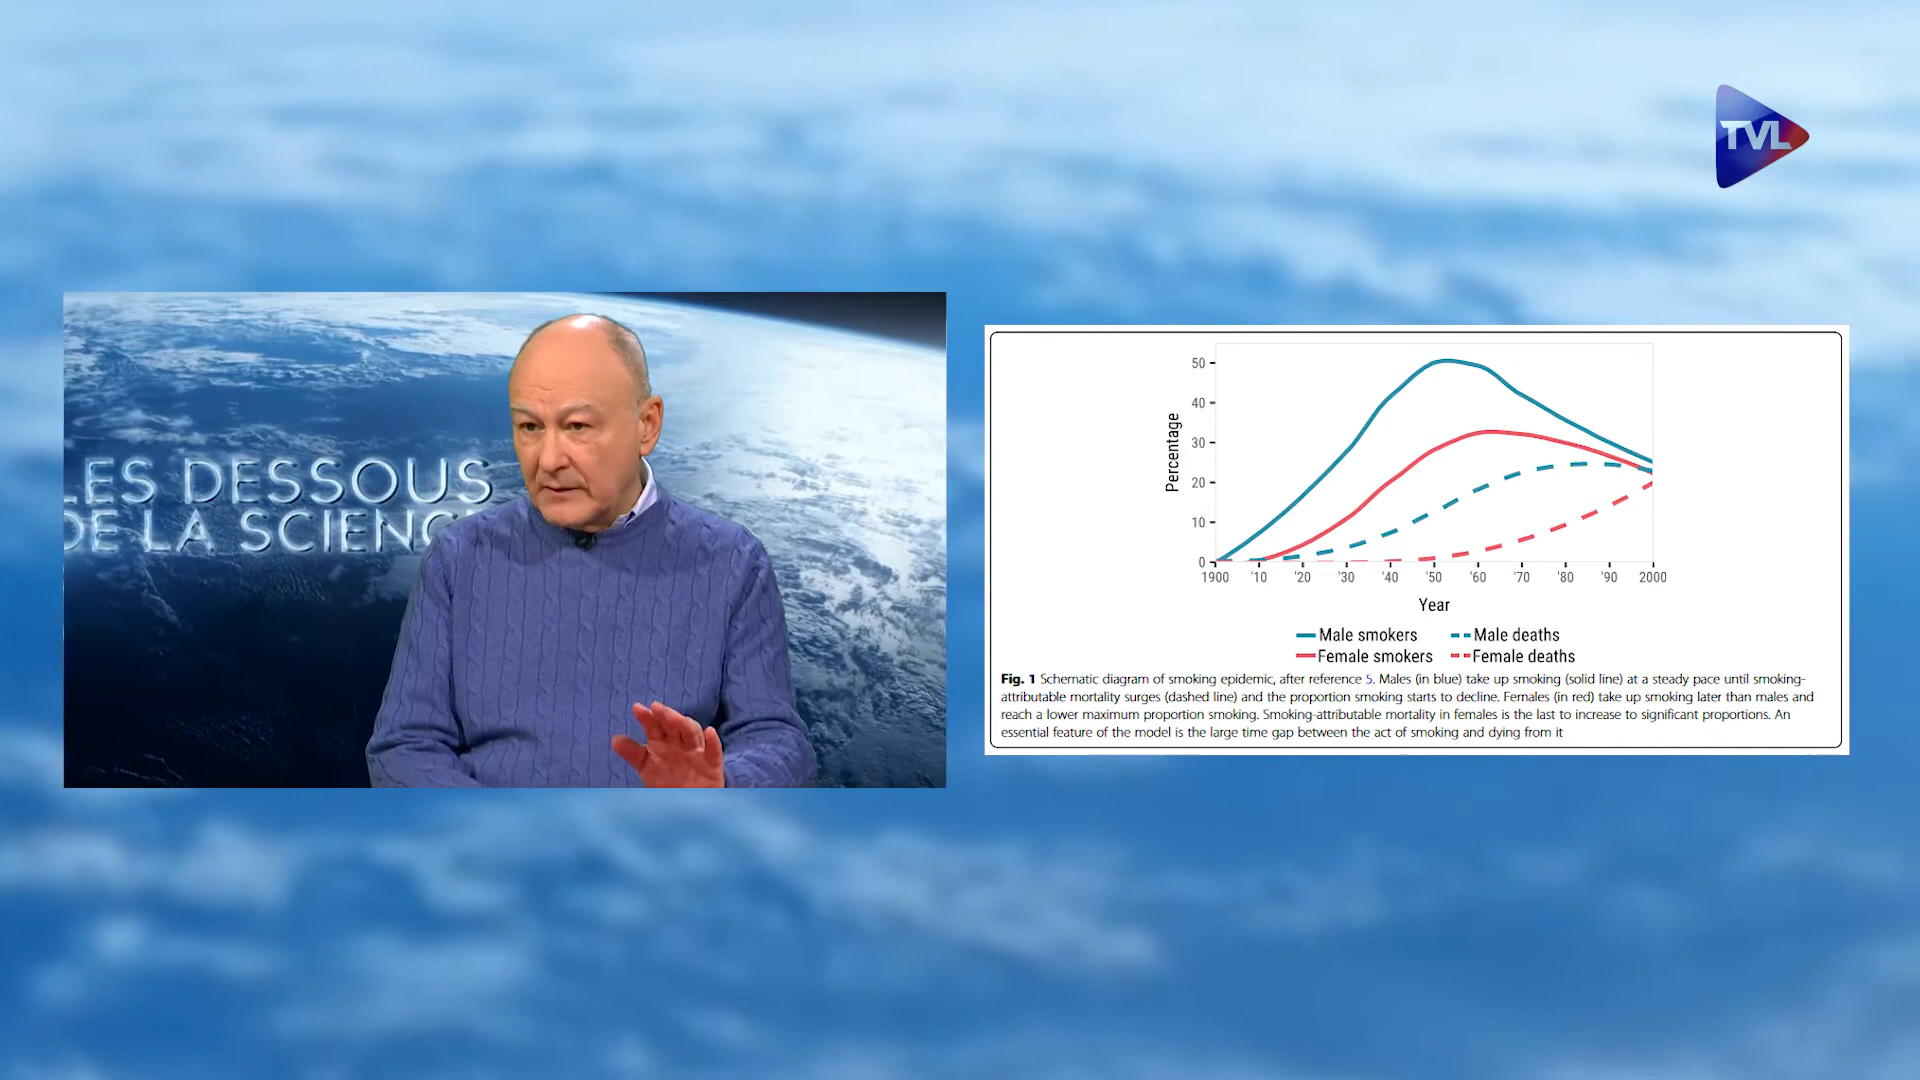 TVL
LES DESSOUS
DE LA SCIENC
50
40
30
20
10
0
Percentage
1900 '10 '20 '30 '40 '50 '60 '70 '80 '90 2000
Year
Male smokers Male deaths
Female smokers Female deaths
Fig. 1 Schematic diagram of smoking epidemic, after reference 5. Males (in blue) take up smoking (solid line) at a steady pace until smoking-
attributable mortality surges (dashed line) and the proportion smoking starts to decline. Females (in red) take up smoking later than males and
reach a lower maximum proportion smoking. Smoking-attributable mortality in females is the last to increase to significant proportions. An
essential feature of the model is the large time gap between the act of smoking and dying from it